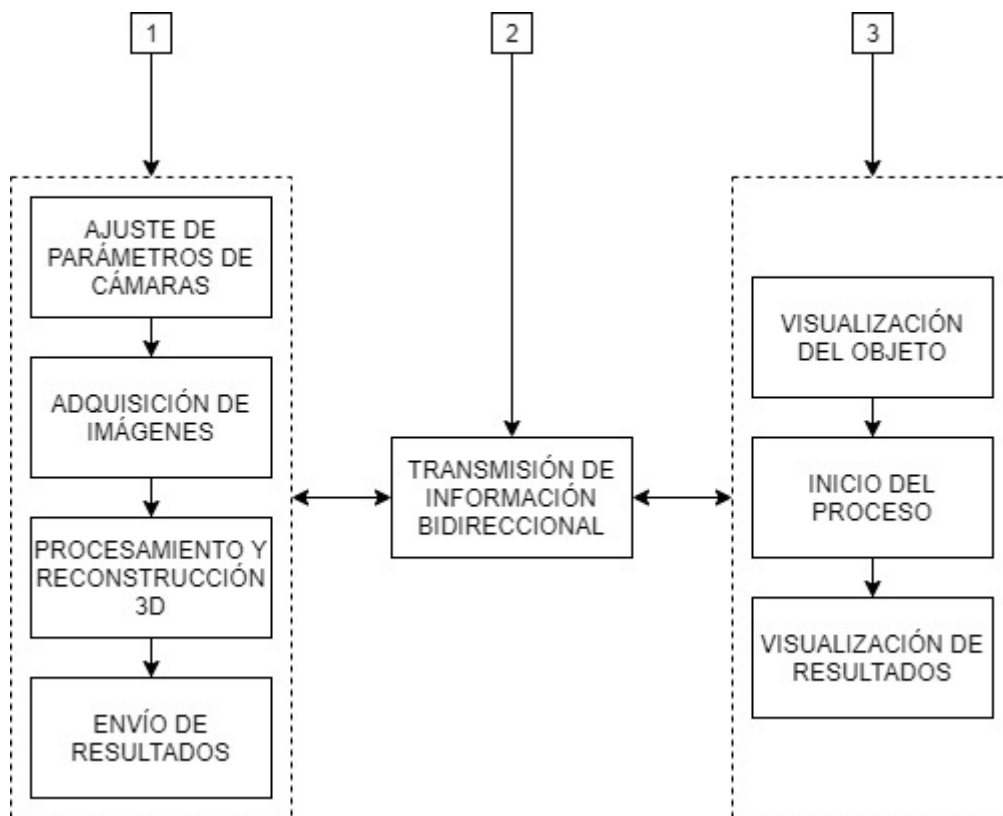 1
2
3
AJUSTE DE
PARÁMETROS DE
CÁMARAS
ADQUISICIÓN DE
IMÁGENES
PROCESAMIENTO Y
RECONSTRUCCIÓN
3D
ENVÍO DE
RESULTADOS
TRANSMISIÓN DE
INFORMACIÓN
BIDIRECCIONAL
VISUALIZACIÓN
DEL OBJETO
INICIO DEL
PROCESO
VISUALIZACIÓN DE
RESULTADOS